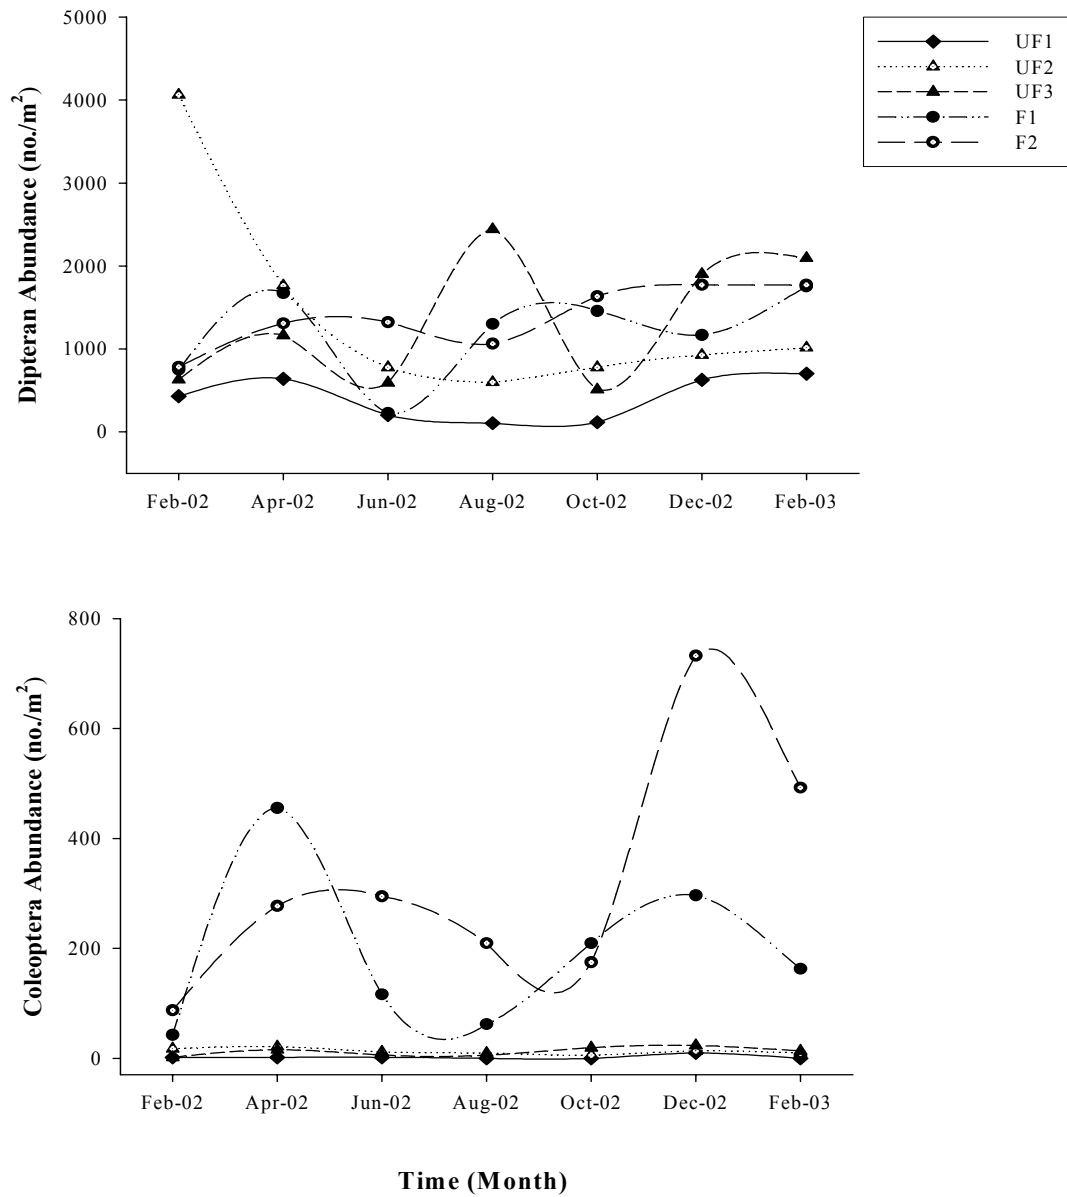 5000
4000
3000
2000
1000
0
Dipteran Abundance (no./m²)
Feb-02 Apr-02 Jun-02 Aug-02 Oct-02 Dec-02 Feb-03
UF1
UF2
UF3
F1
F2
800
600
400
200
0
Coleoptera Abundance (no./m²)
Feb-02 Apr-02 Jun-02 Aug-02 Oct-02 Dec-02 Feb-03
Time (Month)